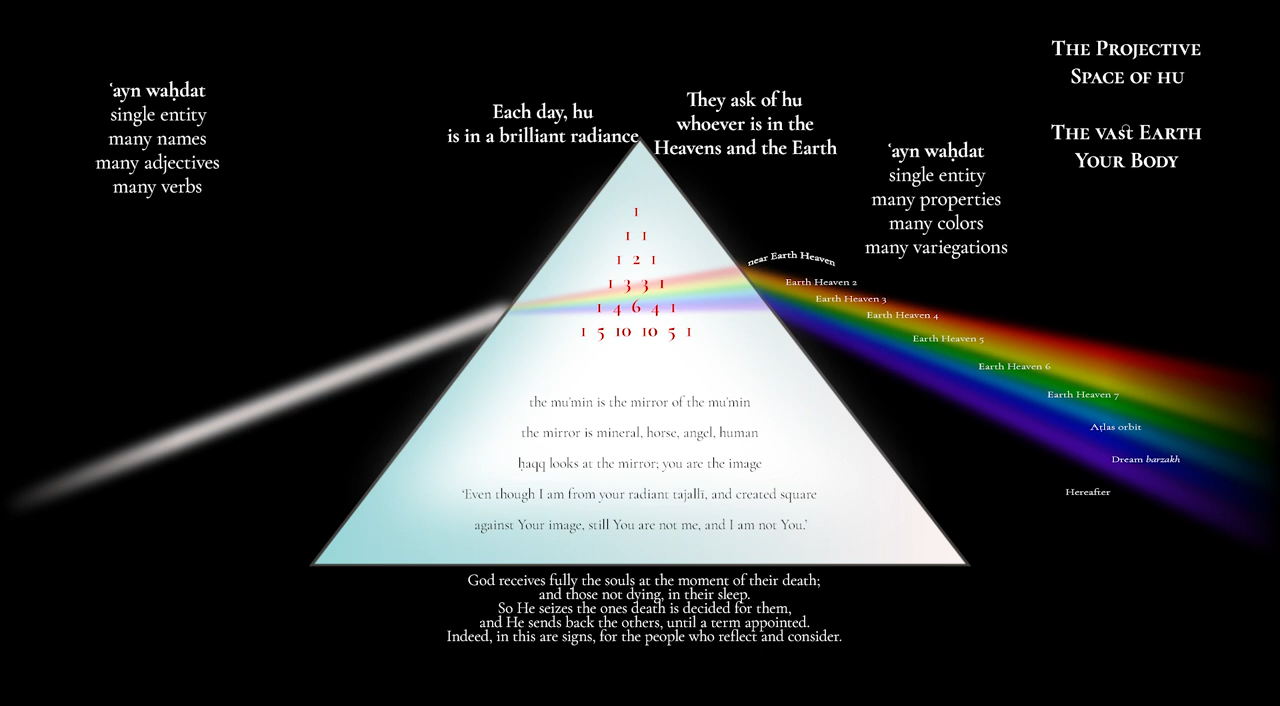 ʿayn waḥdat
single entity
many names
many adjectives
many verbs
Each day, hu
is in a brilliant radiance
They ask of hu
whoever is in the
Heavens and the Earth
ʿayn waḥdat
single entity
many properties
many colors
many variegations
The Projective
Space of hu
The vast Earth
Your Body
1
1 1
1 2 1
1 3 3 1
1 4 6 4 1
1 5 10 10 5 1
near Earth Heaven
Earth Heaven 2
Earth Heaven 3
Earth Heaven 4
Earth Heaven 5
Earth Heaven 6
Earth Heaven 7
Aṭlas orbit
Dream barzakh
Hereafter
the mu'min is the mirror of the mu'min
the mirror is mineral, horse, angel, human
ḥaqq looks at the mirror; you are the image
'Even though I am from your radiant tajallī, and created square
against Your image, still You are not me, and I am not You.'
God receives fully the souls at the moment of their death;
and those not dying, in their sleep.
So He seizes the ones death is decided for them,
and He sends back the others, until a term appointed.
Indeed, in this are signs, for the people who reflect and consider.